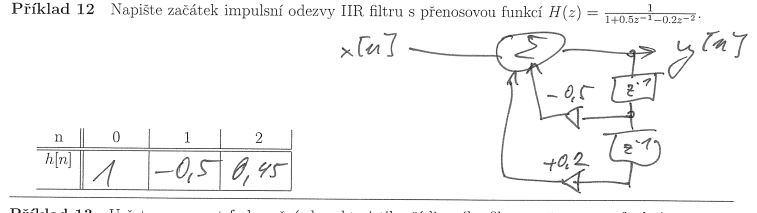 Příklad 12 Napište začátek impulsní odezvy IIR filtru s přenosovou funkcí H(z) = 1/(1+0.5z⁻¹−0.2z⁻²).
x[n] Σ y[n]
−0,5 z⁻¹
+0,2 z⁻¹
n 0 1 2
h[n] 1 −0,5 0,45